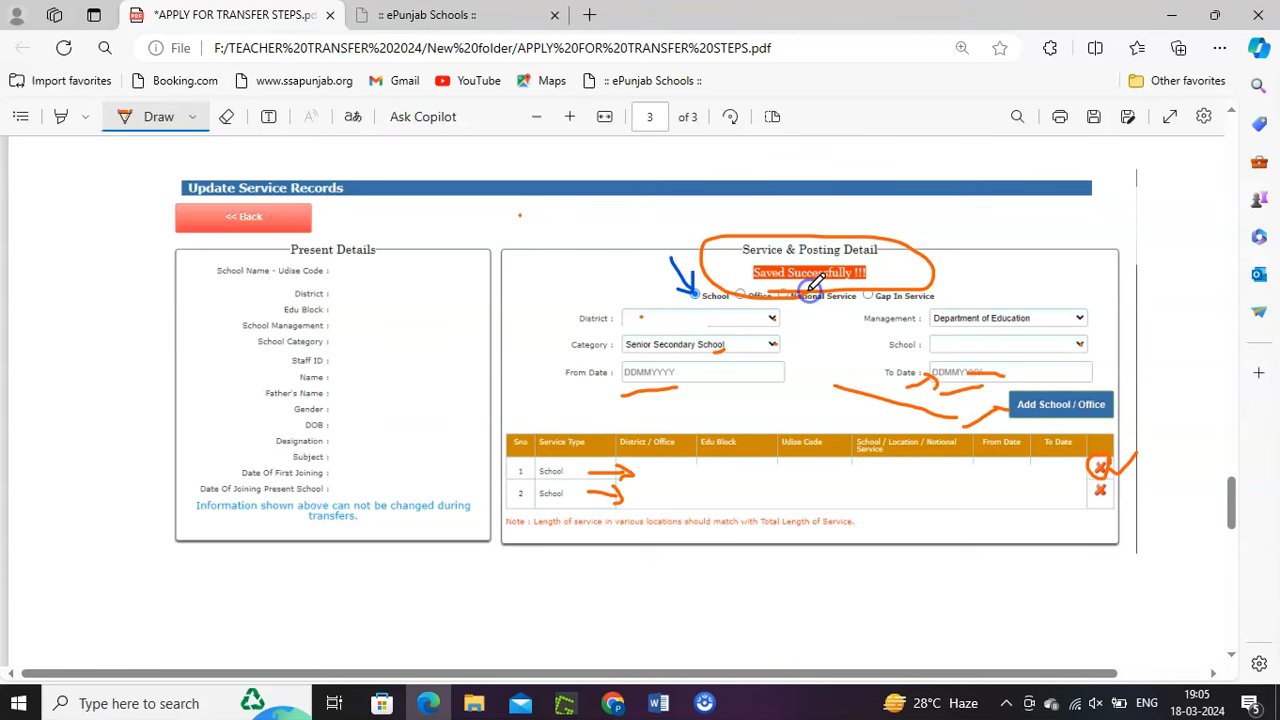 *APPLY FOR TRANSFER STEPS.pdf
:: ePunjab Schools ::
File
F:/TEACHER%20TRANSFER%202024/New%20folder/APPLY%20FOR%20TRANSFER%20STEPS.pdf
Import favorites
Booking.com
www.ssapunjab.org
Gmail
YouTube
Maps
:: ePunjab Schools ::
Other favorites
Draw
Ask Copilot
3 of 3
Update Service Records
<< Back
Present Details
School Name - Udise Code :
District :
Edu Block :
School Management :
School Category :
Staff ID :
Name :
Father's Name :
Gender :
DOB :
Designation :
Subject :
Date Of First Joining :
Date Of Joining Present School :
Information shown above can not be changed during
transfers.
Service & Posting Detail
Saved Successfully !!!
School Office National Service Gap In Service
District :
Management : Department of Education
Category : Senior Secondary School
School :
From Date : DDMMYYYY
To Date : DDMMYYYY
Add School / Office
Sno Service Type District / Office Edu Block Udise Code School / Location / Notional Service From Date To Date
1 School
2 School
Note : Length of service in various locations should match with Total Length of Service.
Type here to search
28°C Haze
ENG
19:05
18-03-2024
5